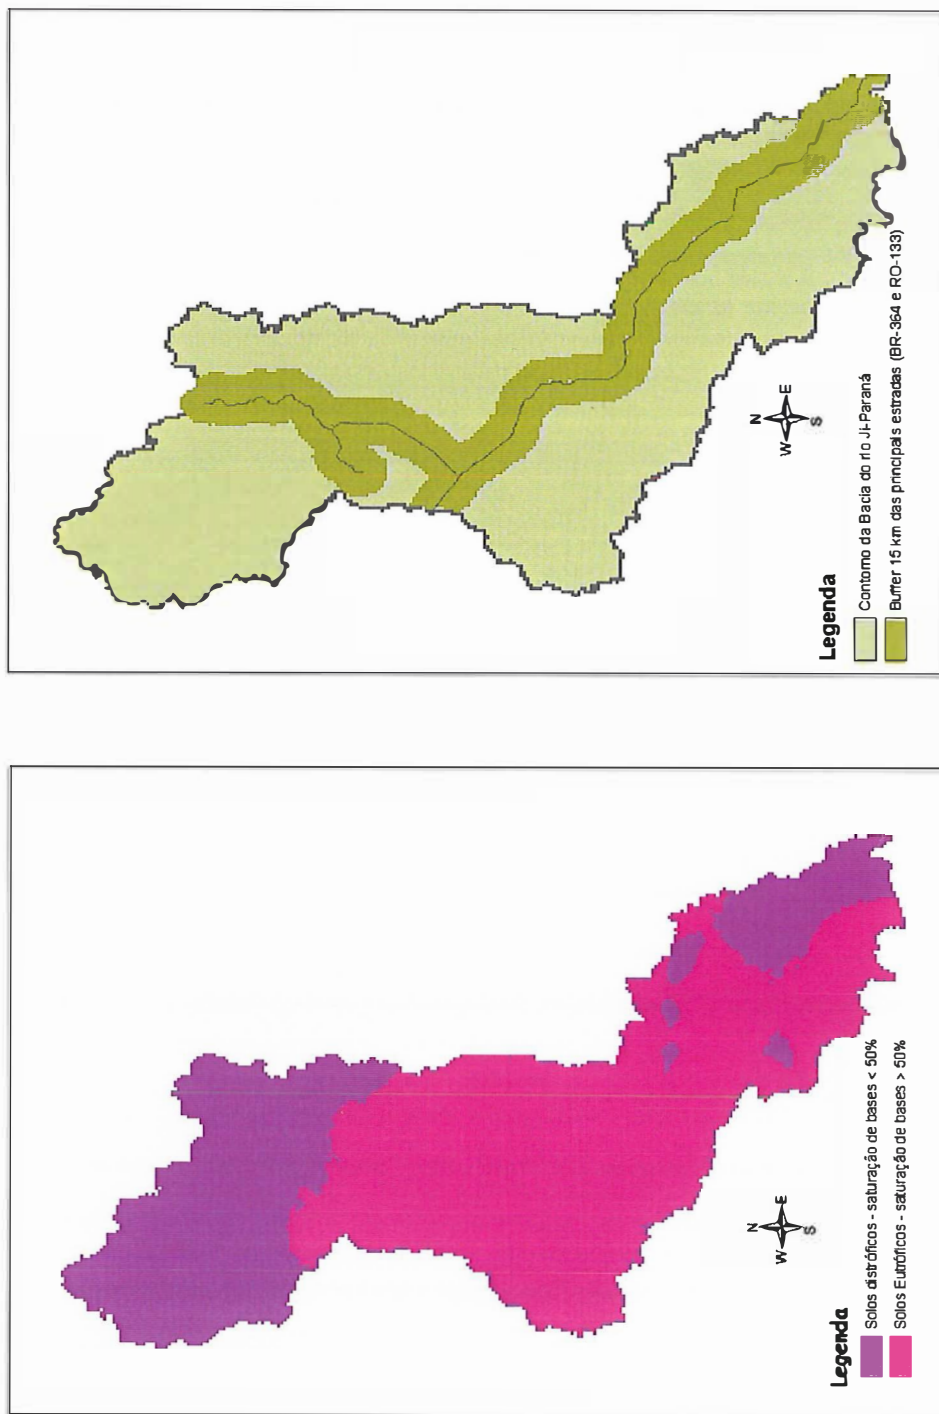 N
W E
S
Legenda
Contorno da Bacia do rio Ji-Paraná
Buffer 15 km das principais estradas (BR-364 e RO-133)
N
W E
S
Legenda
Solos distróficos - saturação de bases < 50%
Solos Eutróficos - saturação de bases > 50%